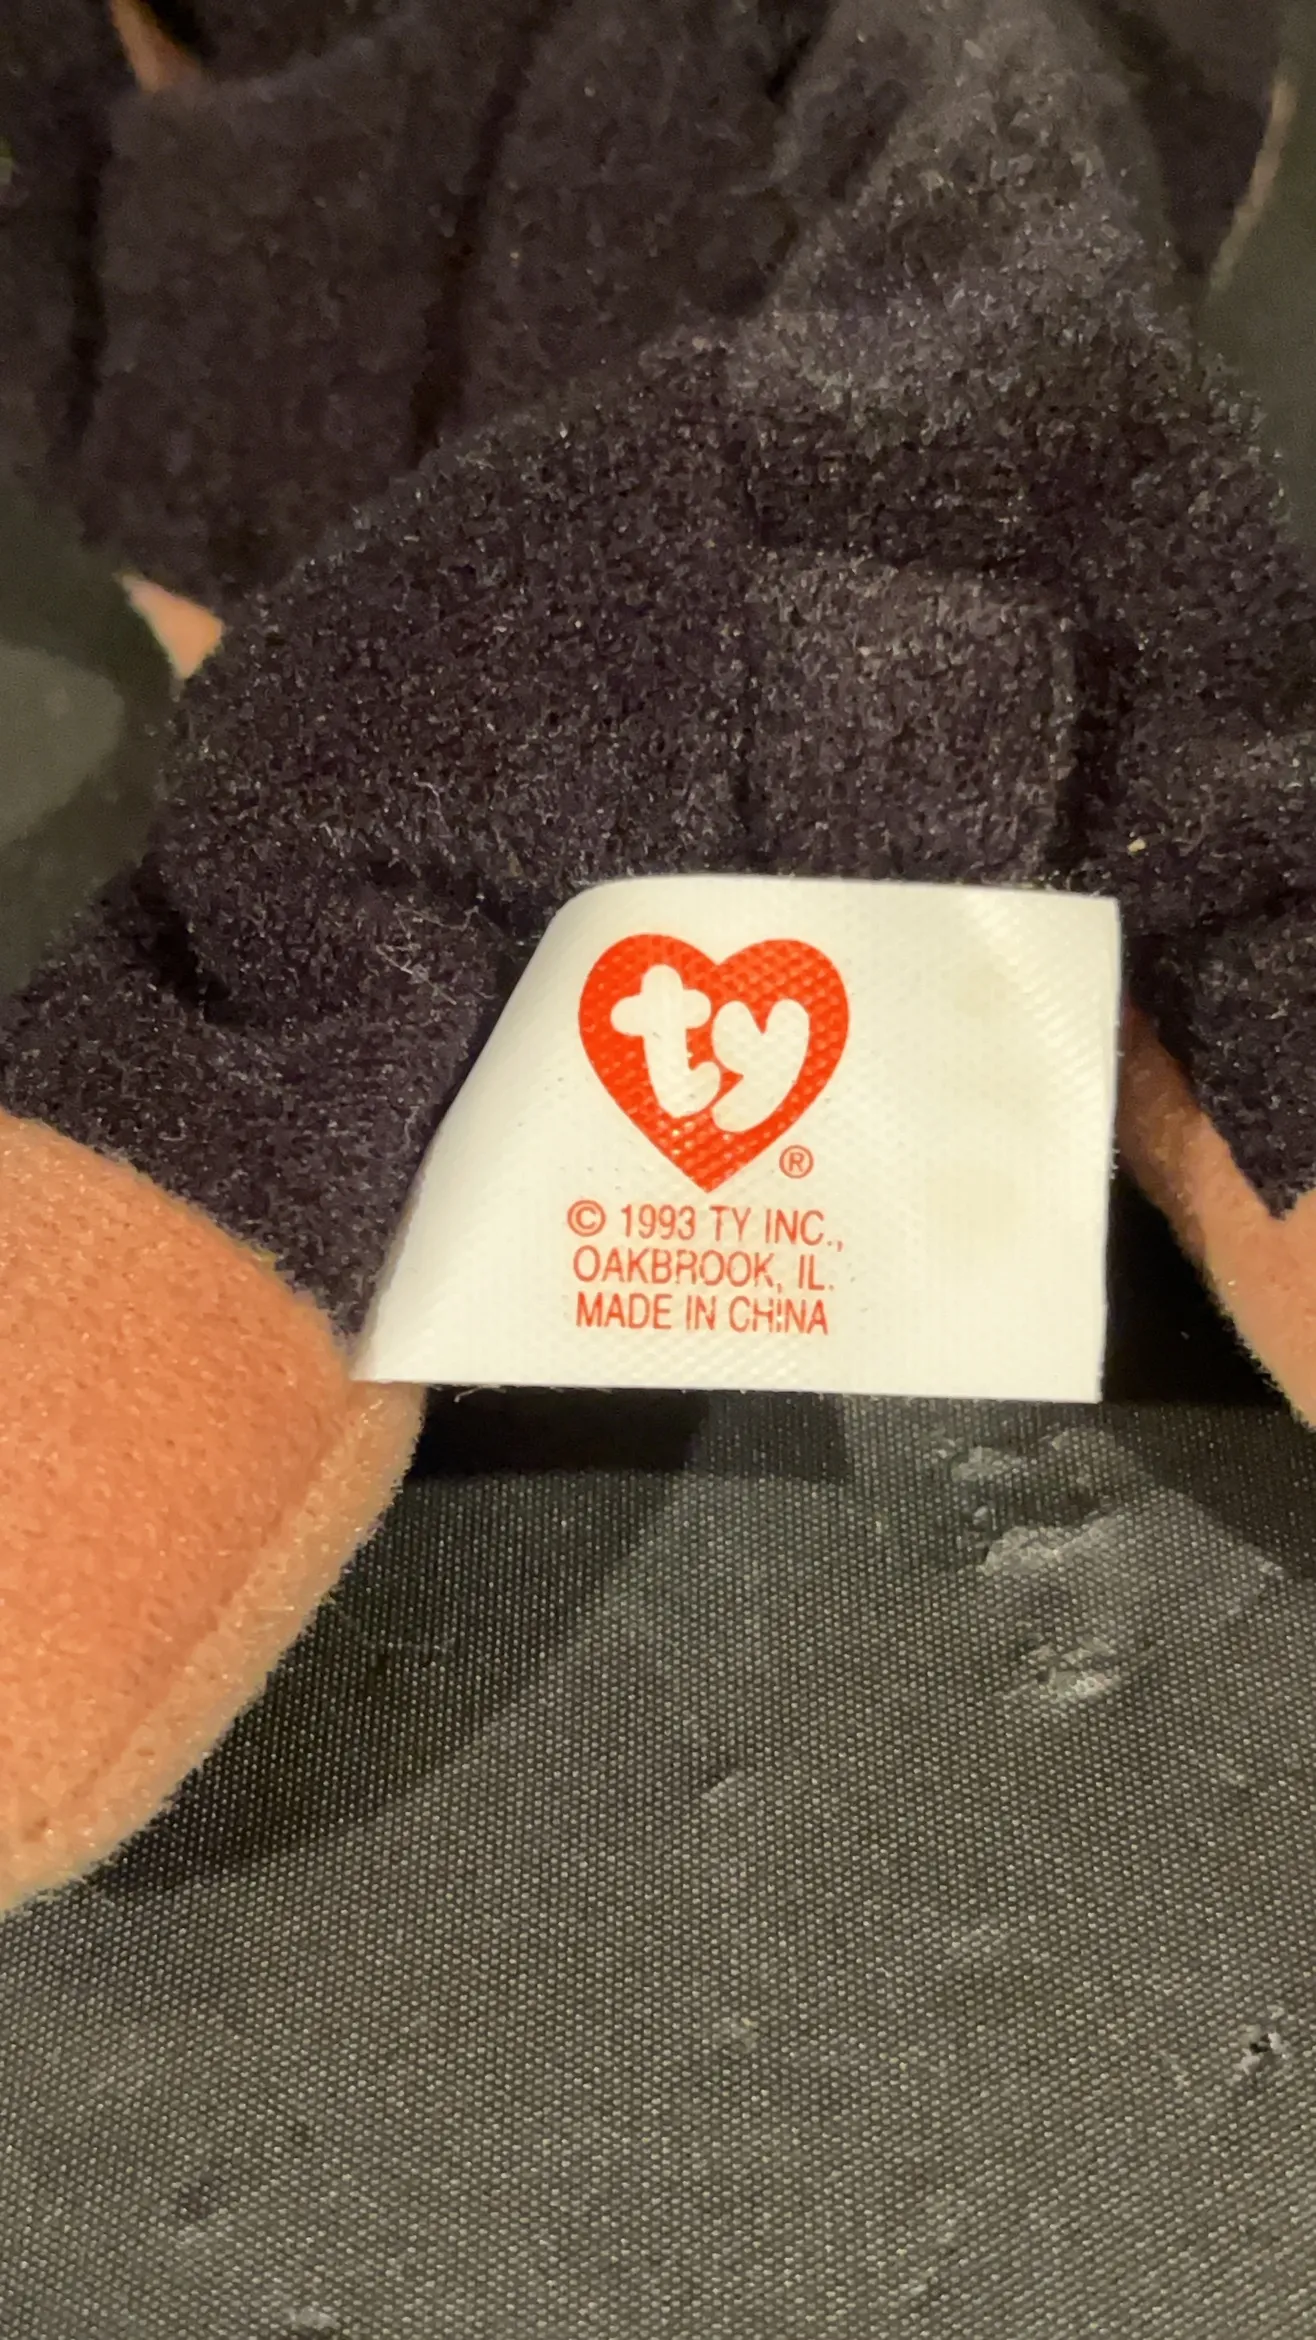 ty
®
© 1993 TY INC.,
OAKBROOK, IL.
MADE IN CHINA